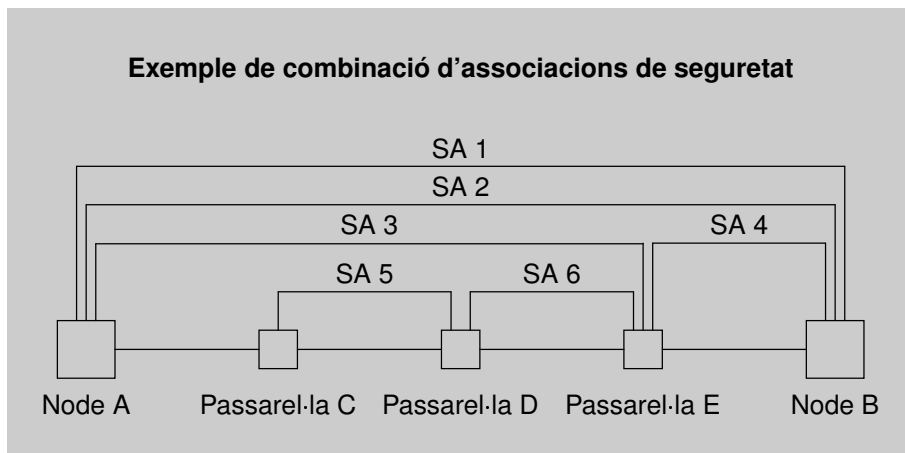 Exemple de combinació d'associacions de seguretat
SA 1
SA 2
SA 3 SA 4
SA 5 SA 6
Node A Passarel·la C Passarel·la D Passarel·la E Node B